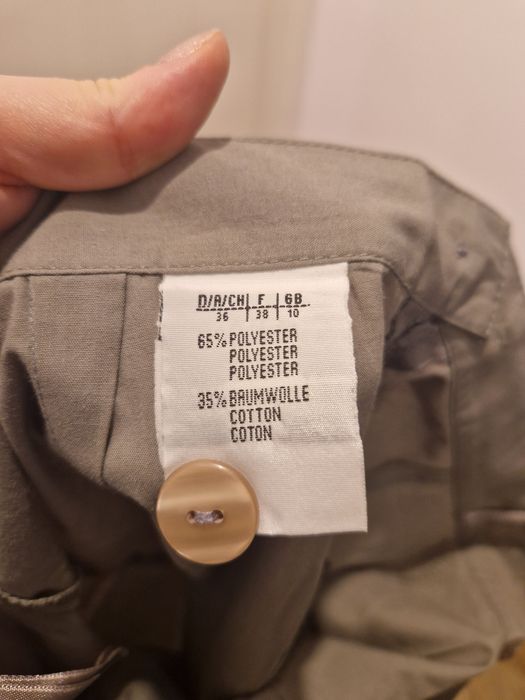 D/A/CH| F | GB
36 | 38 | 10
65% POLYESTER
POLYESTER
POLYESTER
35% BAUMWOLLE
COTTON
COTON